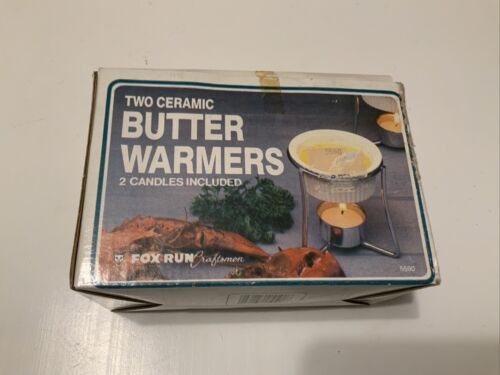 TWO CERAMIC
BUTTER
WARMERS
2 CANDLES INCLUDED
FOX RUN Craftsmen
5590